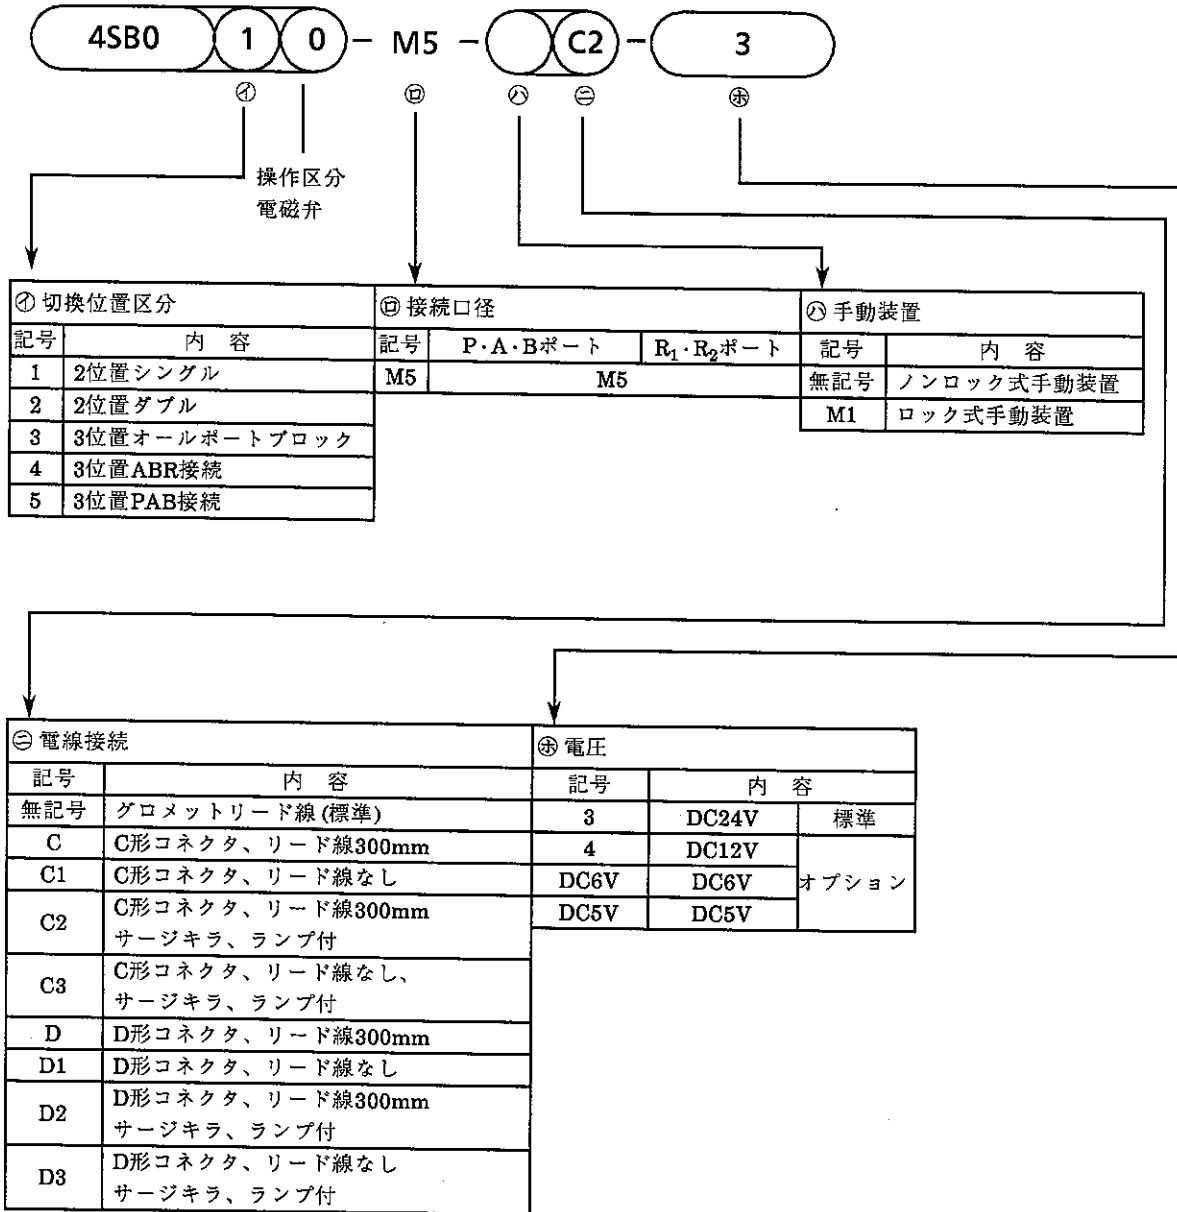 4SB0 1 0 - M5 - C2 - 3
㋑ ㋺ ㋩ ㋥ ㋭
操作区分
電磁弁
㋑ 切換位置区分
記号 内 容
1 2位置シングル
2 2位置ダブル
3 3位置オールポートブロック
4 3位置ABR接続
5 3位置PAB接続
㋺ 接続口径
記号 P·A·Bポート R₁·R₂ポート
M5 M5
㋩ 手動装置
記号 内 容
無記号 ノンロック式手動装置
M1 ロック式手動装置
㋥ 電線接続
記号 内 容
無記号 グロメットリード線(標準)
C C形コネクタ、リード線300mm
C1 C形コネクタ、リード線なし
C2 C形コネクタ、リード線300mm
サージキラ、ランプ付
C3 C形コネクタ、リード線なし、
サージキラ、ランプ付
D D形コネクタ、リード線300mm
D1 D形コネクタ、リード線なし
D2 D形コネクタ、リード線300mm
サージキラ、ランプ付
D3 D形コネクタ、リード線なし
サージキラ、ランプ付
㋭ 電圧
記号 内 容
3 DC24V 標準
4 DC12V オプション
DC6V DC6V
DC5V DC5V